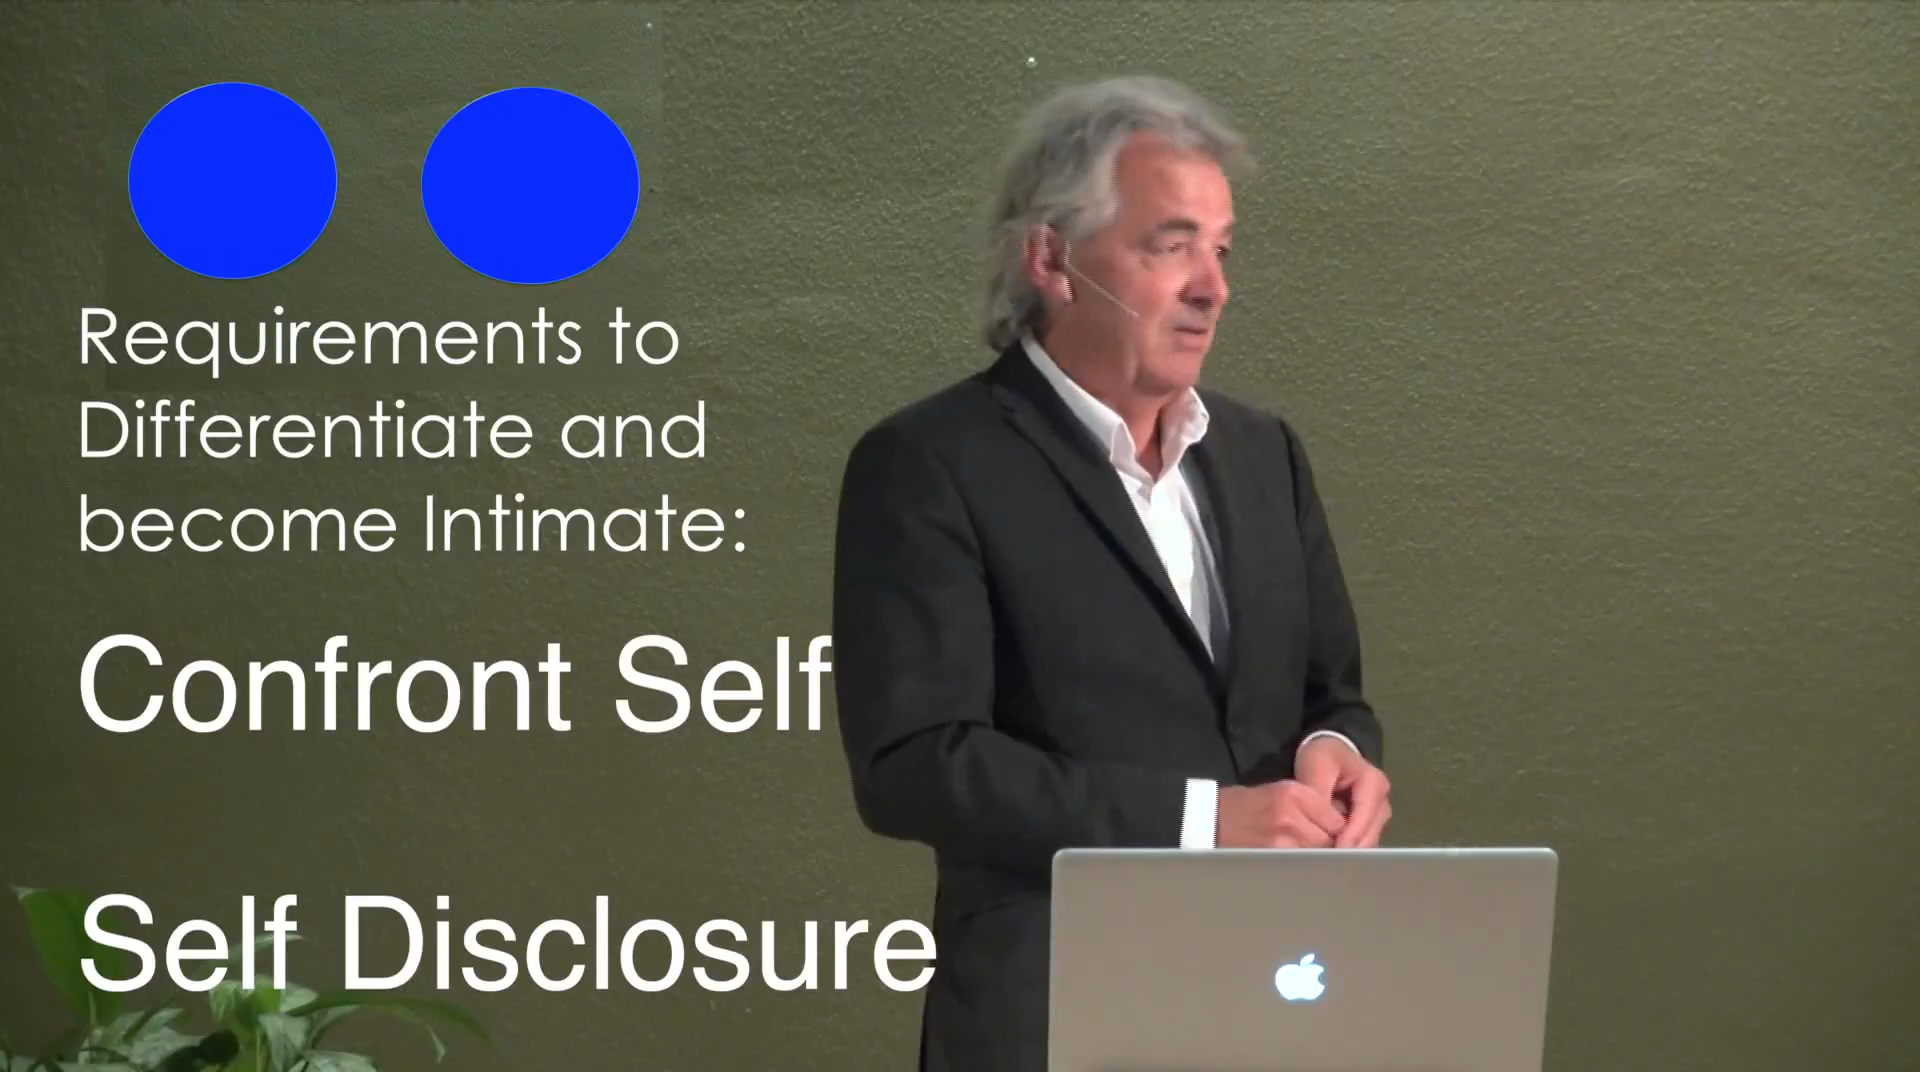 Requirements to
Differentiate and
become Intimate:
Confront Self
Self Disclosure